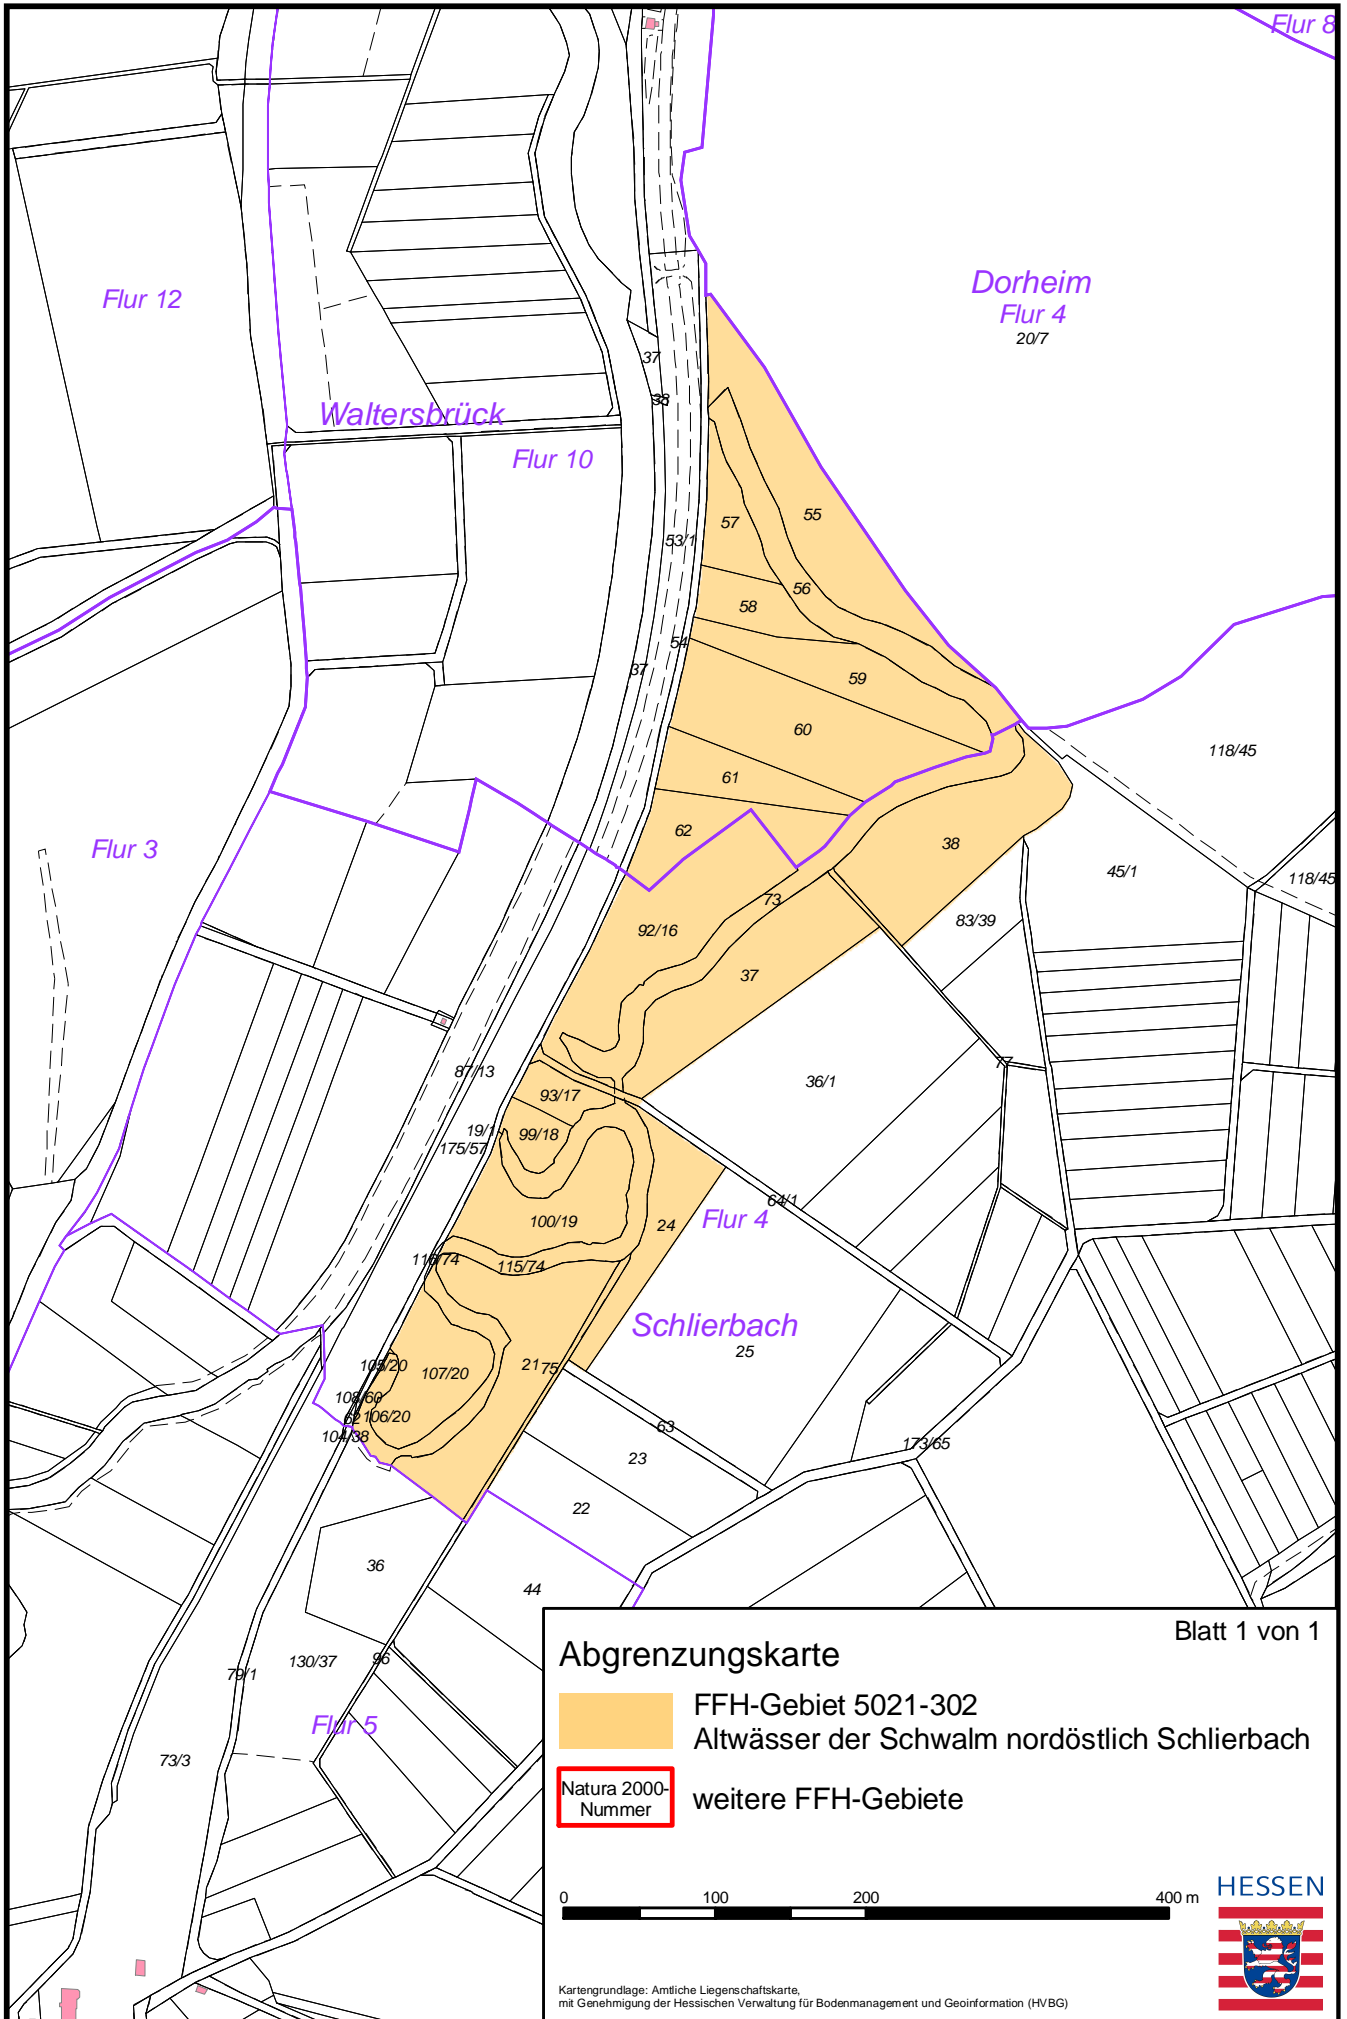 Flur 8
Dorheim
Flur 4
20/7
Flur 12
37
38
Waltersbrück
Flur 10
57
55
53/1
56
58
54
37
59
60
118/45
61
62
Flur 3
38
45/1
118/45
73
83/39
92/16
37
77
87/13
36/1
93/17
19/1
99/18
175/57
64/1
100/19
24
Flur 4
116/74
115/74
Schlierbach
25
105/20
107/20
21
75
108/60
62
106/20
104/38
63
173/65
23
22
36
44
96
130/37
79/1
Flur 5
73/3
Blatt 1 von 1
Abgrenzungskarte
FFH-Gebiet 5021-302
Altwässer der Schwalm nordöstlich Schlierbach
Natura 2000-
Nummer
weitere FFH-Gebiete
0 100 200 400 m
HESSEN
Kartengrundlage: Amtliche Liegenschaftskarte,
mit Genehmigung der Hessischen Verwaltung für Bodenmanagement und Geoinformation (HVBG)